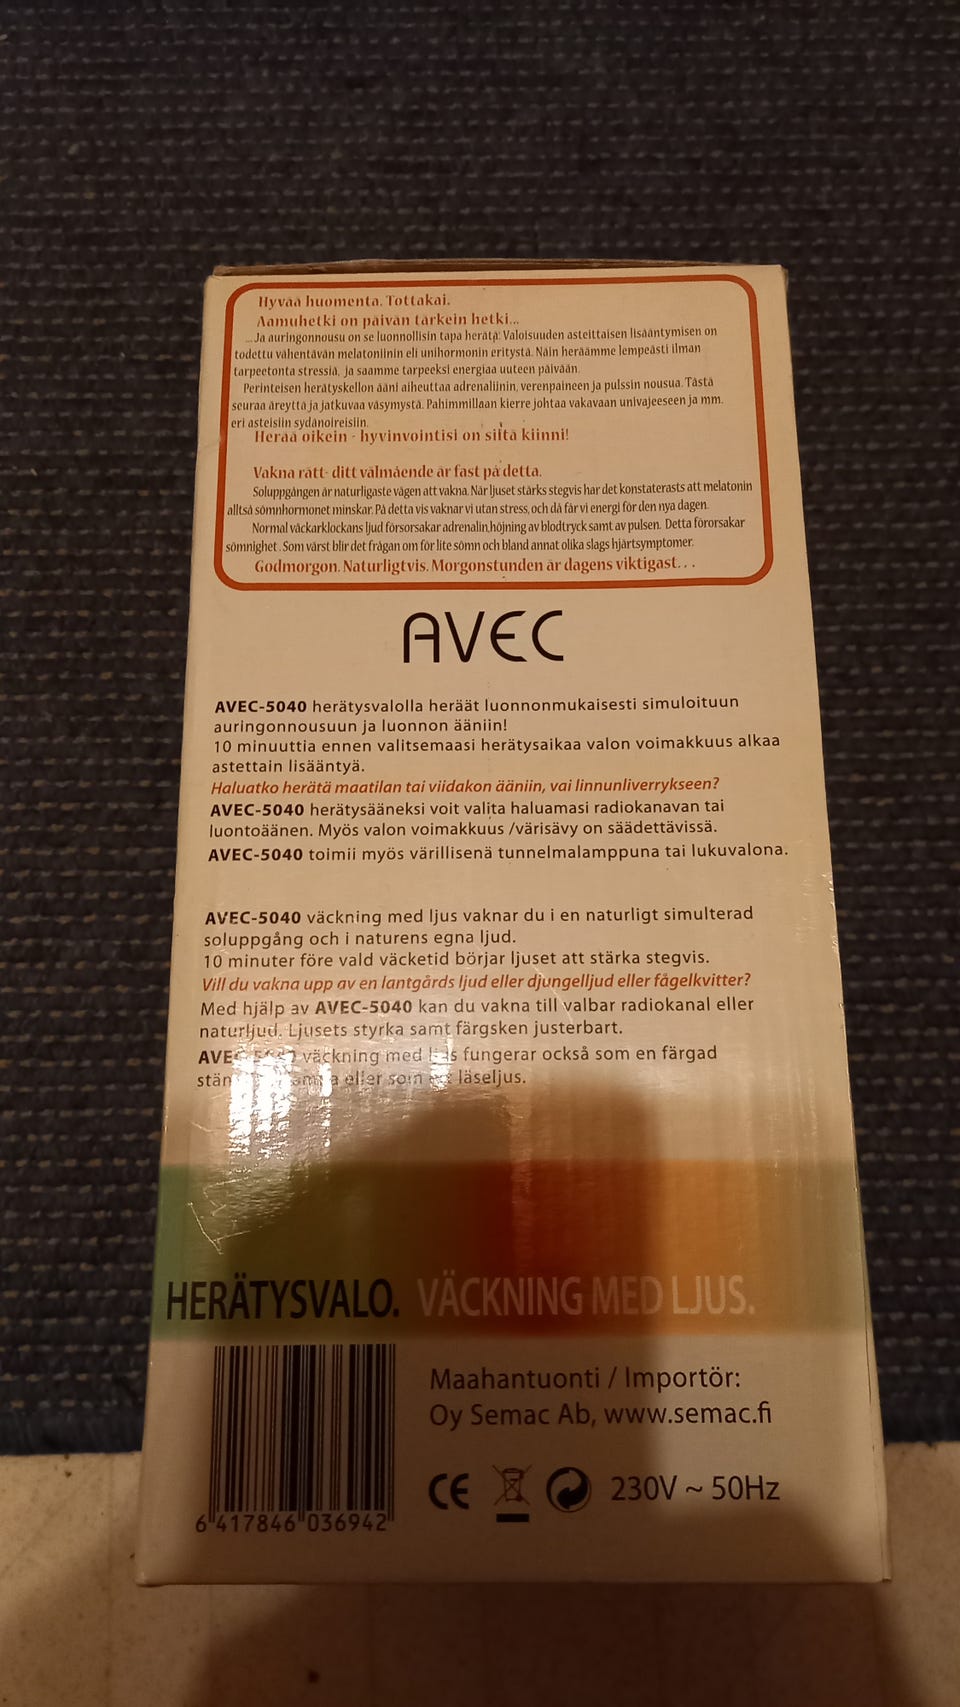 Hyvää huomenta. Tottakai.
Aamuhetki on päivän tärkein hetki...
...Ja auringonnousu on se luonnollisin tapa herätä: Valoisuuden asteittaisen lisääntymisen on
todettu vähentävän melatoniinin eli unihormonin eritystä. Näin heräämme lempeästi ilman
tarpeetonta stressiä, ja saamme tarpeeksi energiaa uuteen päivään.
Perinteisen herätyskellon ääni aiheuttaa adrenaliinin, verenpaineen ja pulssin nousua. Tästä
seuraa äreyttä ja jatkuvaa väsymystä. Pahimmillaan kierre johtaa vakavaan univajeeseen ja mm.
eri asteisiin sydänoireisiin.
Herää oikein - hyvinvointisi on siitä kiinni!
Vakna rätt- ditt välmående är fast på detta.
Soluppgången är naturligaste vägen att vakna. När ljuset stärks stegvis har det konstaterasts att melatonin
alltså sömnhormonet minskar. På detta vis vaknar vi utan stress, och då får vi energi för den nya dagen.
Normal väckarklockans ljud försorsakar adrenalin,höjning av blodtryck samt av pulsen. Detta förorsakar
sömnighet. Som värst blir det frågan om för lite sömn och bland annat olika slags hjärtsymptomer.
Godmorgon. Naturligtvis. Morgonstunden är dagens viktigast...
AVEC
AVEC-5040 herätysvalolla heräät luonnonmukaisesti simuloituun
auringonnousuun ja luonnon ääniin!
10 minuuttia ennen valitsemaasi herätysaikaa valon voimakkuus alkaa
astettain lisääntyä.
Haluatko herätä maatilan tai viidakon ääniin, vai linnunliverrykseen?
AVEC-5040 herätysääneksi voit valita haluamasi radiokanavan tai
luontoäänen. Myös valon voimakkuus /värisävy on säädettävissä.
AVEC-5040 toimii myös värillisenä tunnelmalamppuna tai lukuvalona.
AVEC-5040 väckning med ljus vaknar du i en naturligt simulterad
soluppgång och i naturens egna ljud.
10 minuter före vald väcketid börjar ljuset att stärka stegvis.
Vill du vakna upp av en lantgårds ljud eller djungelljud eller fågelkvitter?
Med hjälp av AVEC-5040 kan du vakna till valbar radiokanal eller
naturljud. Ljusets styrka samt färgsken justerbart.
AVEC-5040 väckning med ljus fungerar också som en färgad
eller som ett läseljus.
HERÄTYSVALO. VÄCKNING MED LJUS.
Maahantuonti / Importör:
Oy Semac Ab, www.semac.fi
CE 230V ~ 50Hz
6 417846 036942